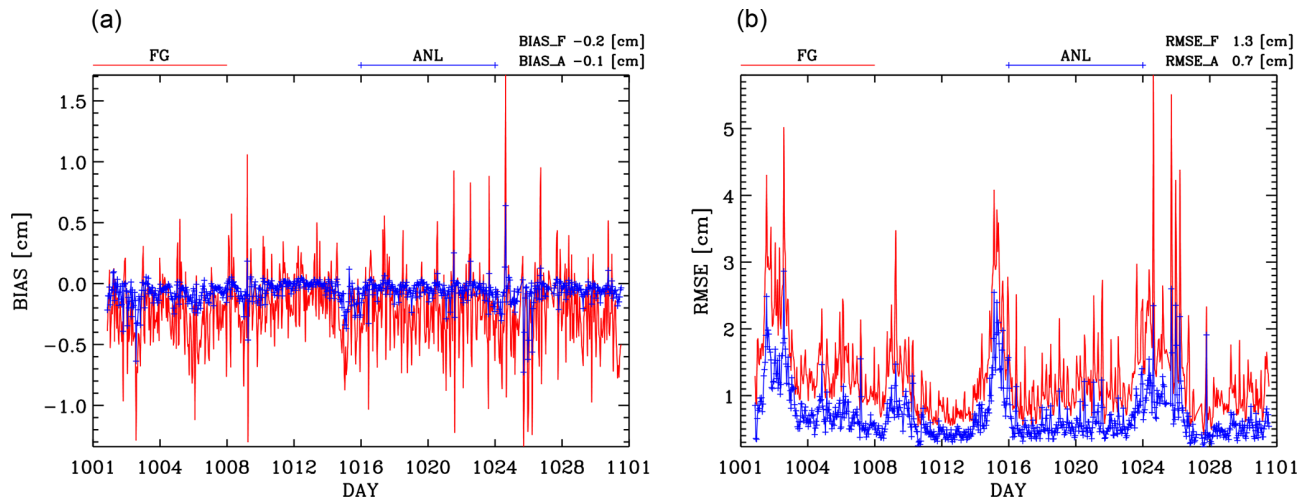 (a)
FG
ANL
BIAS_F -0.2 [cm]
BIAS_A -0.1 [cm]
BIAS [cm]
1.5
1.0
0.5
0.0
-0.5
-1.0
1001 1004 1008 1012 1016 1020 1024 1028 1101
DAY
(b)
FG
ANL
RMSE_F 1.3 [cm]
RMSE_A 0.7 [cm]
RMSE [cm]
5
4
3
2
1
1001 1004 1008 1012 1016 1020 1024 1028 1101
DAY